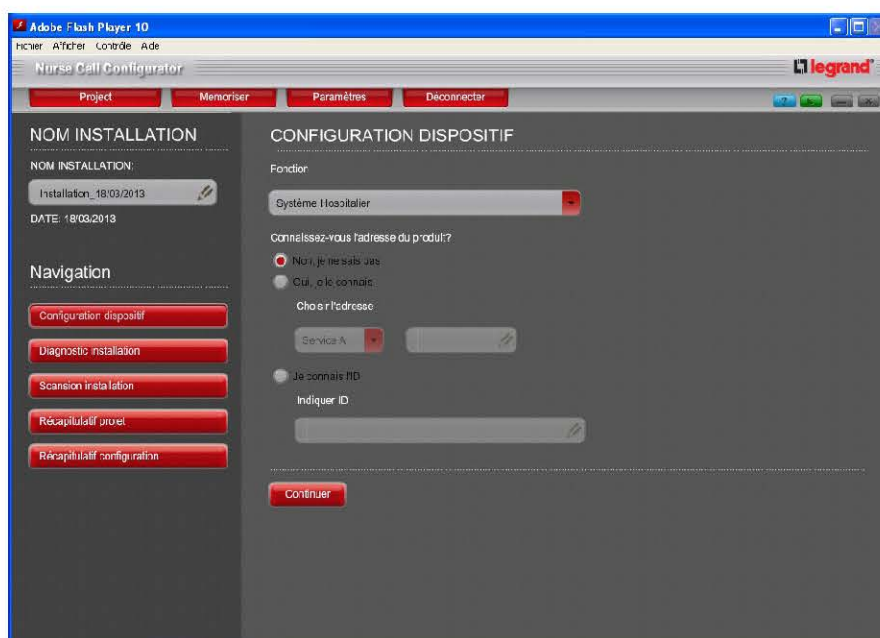 Adobe Flash Player 10
Fichier Afficher Contrôle Aide
Nurse Call Configurator
legrand
Project Memoriser Paramètres Déconnecter
NOM INSTALLATION
NOM INSTALLATION:
Installation_18/03/2013
DATE: 18/03/2013
Navigation
Configuration dispositif
Diagnostic installation
Scansion installation
Récapitulatif projet
Récapitulatif configuration
CONFIGURATION DISPOSITIF
Fonction
Système Hospitalier
Connaissez-vous l'adresse du produit?
Non, je ne sais pas
Oui, je le connais
Choisir l'adresse
Service A
Je connais l'ID
Indiquer ID
Continuer